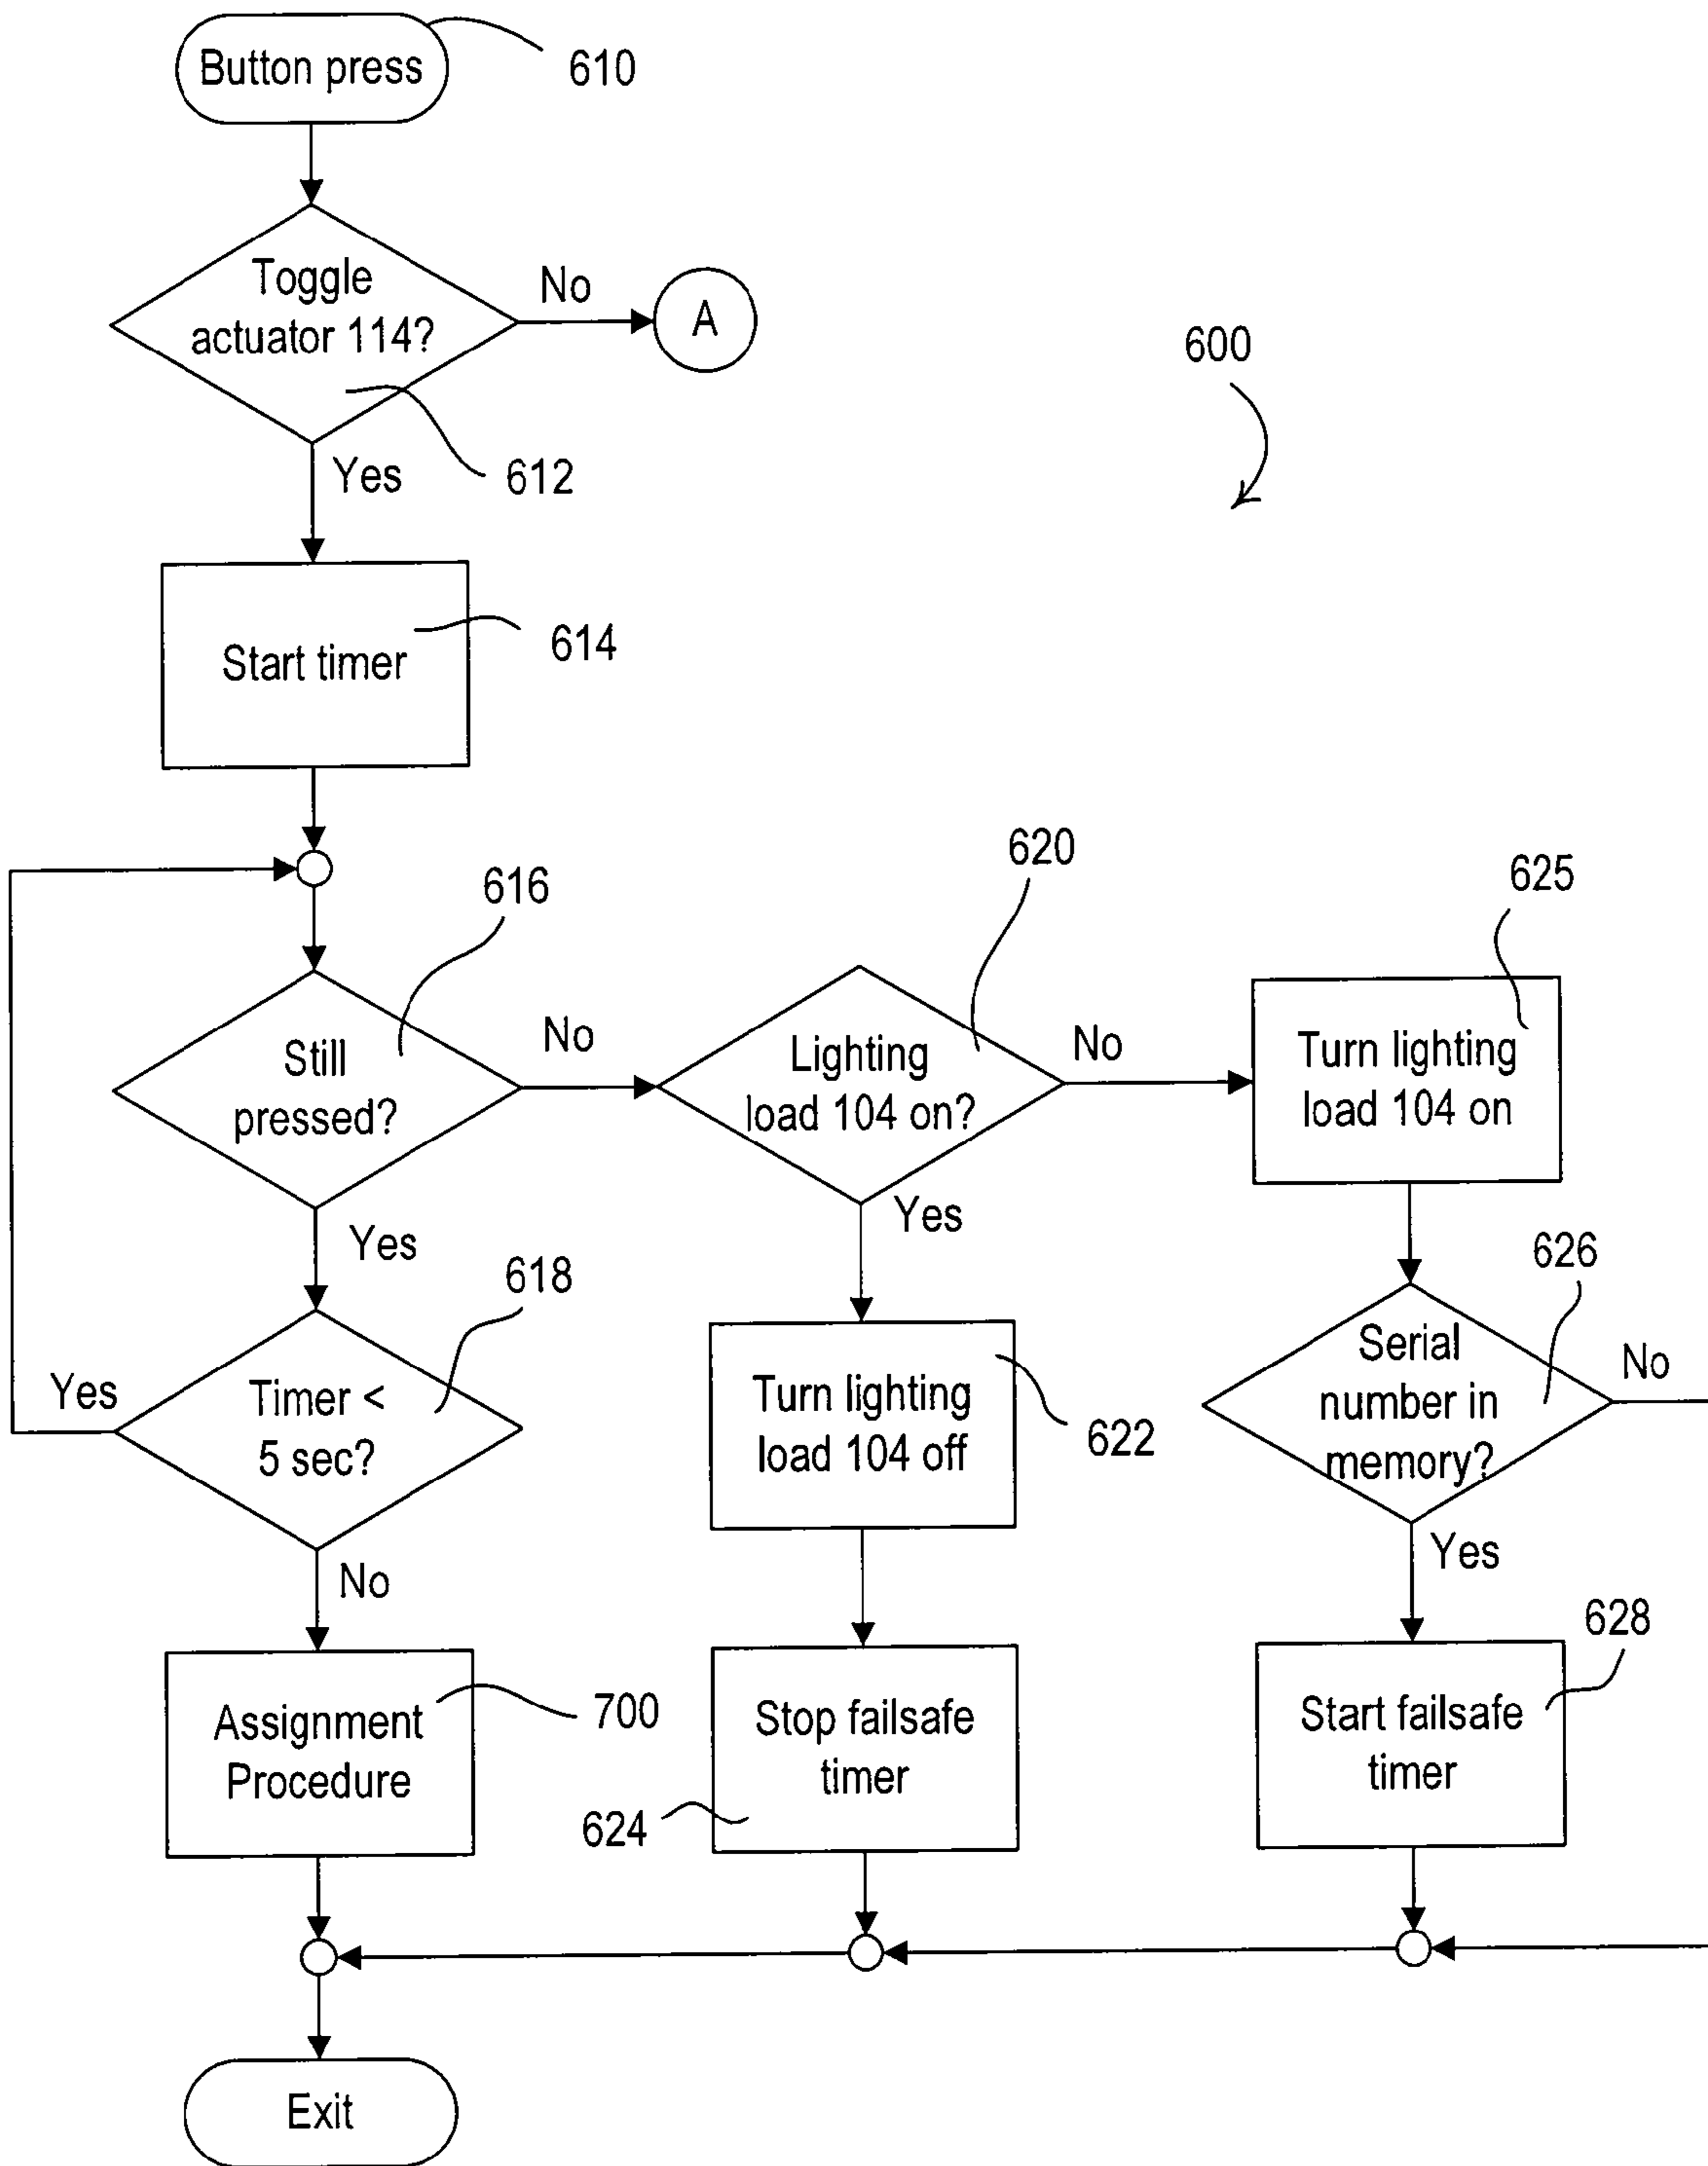 Button press
610
Toggle
actuator 114?
No
A
612
Yes
600
Start timer
614
616
620
625
Still
pressed?
No
Lighting
load 104 on?
No
Turn lighting
load 104 on
Yes
Yes
618
626
Timer <
5 sec?
Yes
No
Turn lighting
load 104 off
622
Serial
number in
memory?
No
Yes
628
Assignment
Procedure
700
Stop failsafe
timer
624
Start failsafe
timer
Exit